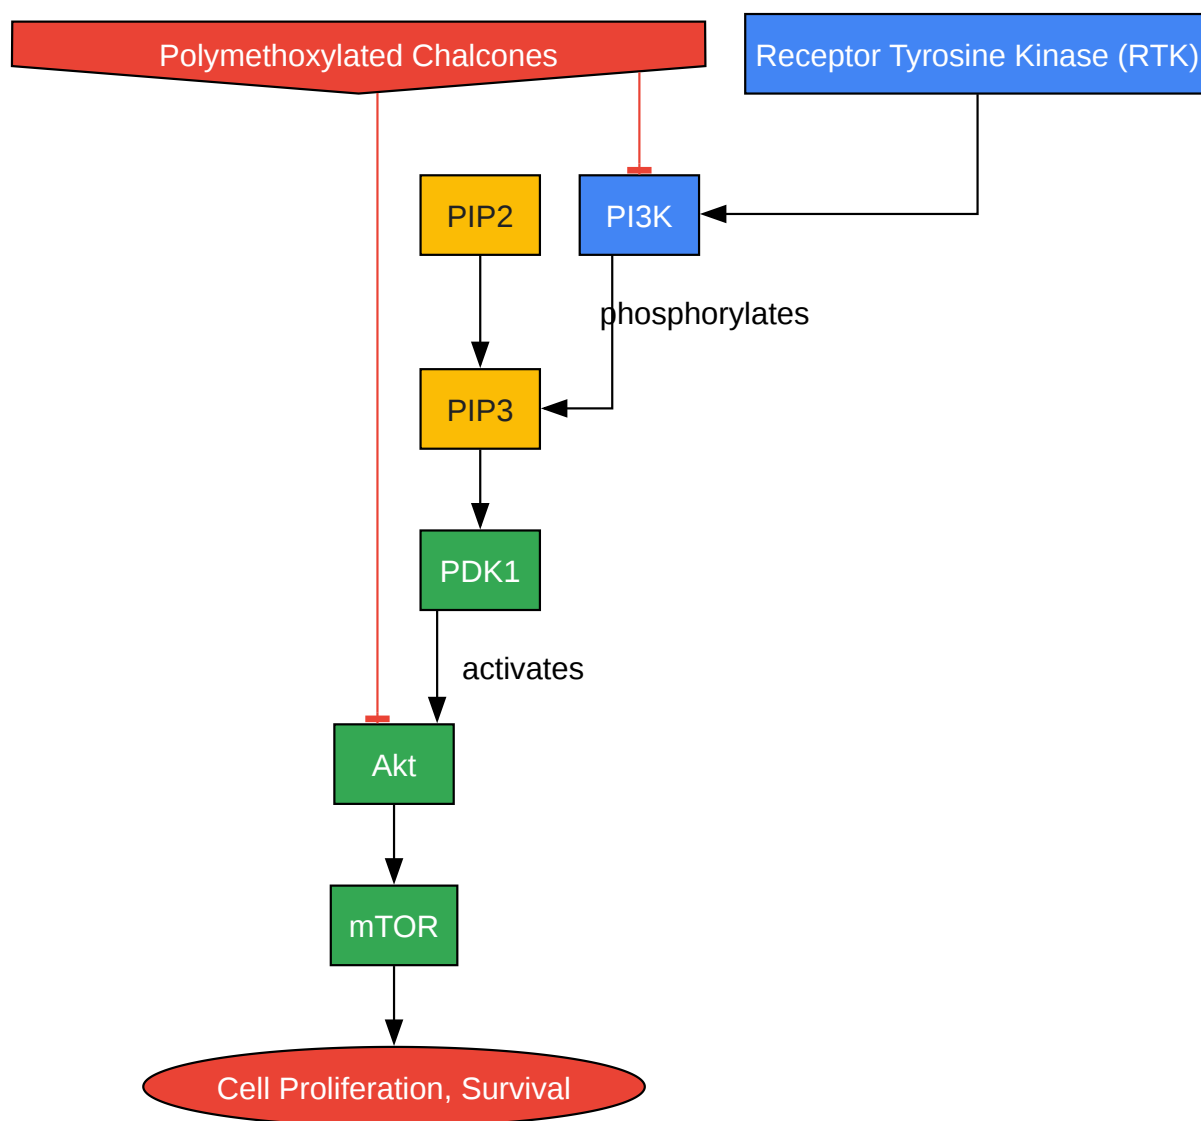 Polymethoxylated Chalcones
Receptor Tyrosine Kinase (RTK)
PIP2
PI3K
phosphorylates
PIP3
PDK1
activates
Akt
mTOR
Cell Proliferation, Survival